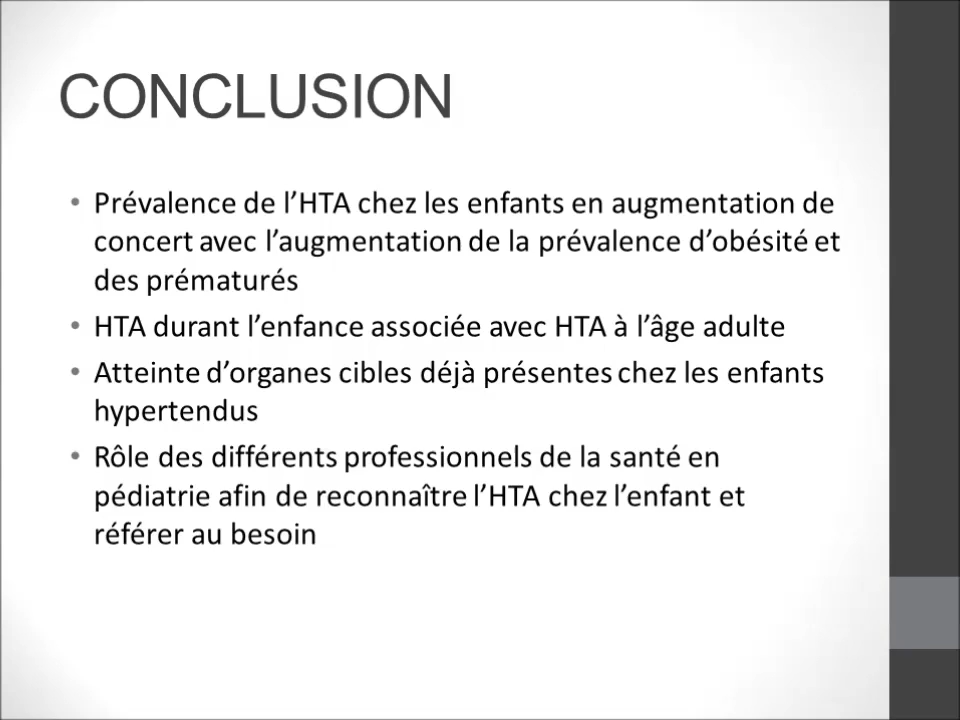 CONCLUSION
• Prévalence de l’HTA chez les enfants en augmentation de
concert avec l’augmentation de la prévalence d’obésité et
des prématurés
• HTA durant l’enfance associée avec HTA à l’âge adulte
• Atteinte d’organes cibles déjà présentes chez les enfants
hypertendus
• Rôle des différents professionnels de la santé en
pédiatrie afin de reconnaître l’HTA chez l’enfant et
référer au besoin